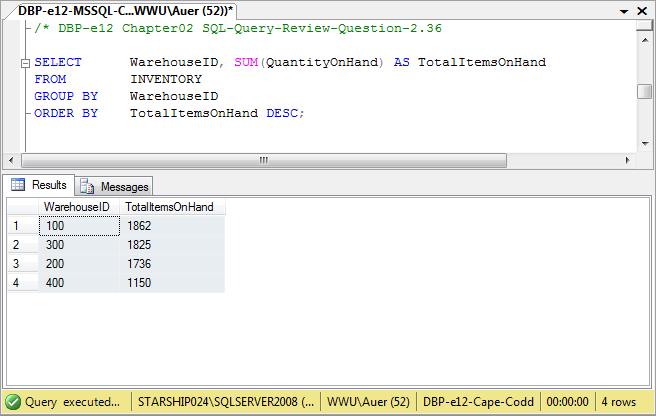 DBP-e12-MSSQL-C...WWU\Auer (52))*
/* DBP-e12 Chapter02 SQL-Query-Review-Question-2.36
SELECT WarehouseID, SUM(QuantityOnHand) AS TotalItemsOnHand
FROM INVENTORY
GROUP BY WarehouseID
ORDER BY TotalItemsOnHand DESC;
Results Messages
WarehouseID TotalItemsOnHand
1 100 1862
2 300 1825
3 200 1736
4 400 1150
Query executed... STARSHIP024\SQLSERVER2008 (... WWU\Auer (52) DBP-e12-Cape-Codd 00:00:00 4 rows